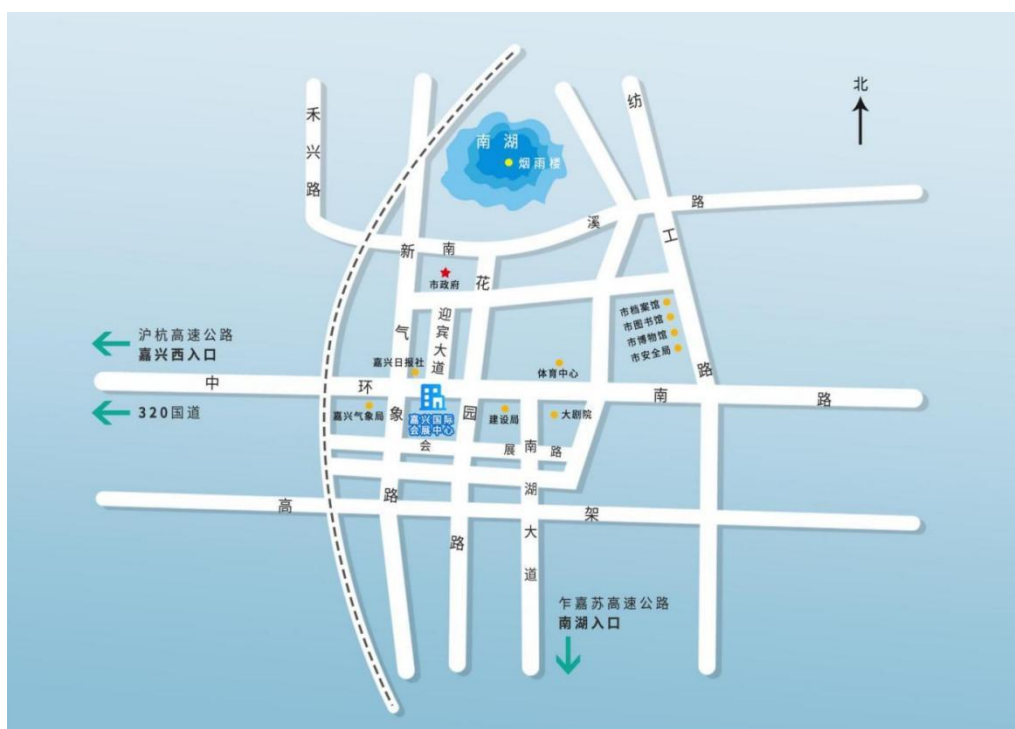 北
禾兴路
南湖
烟雨楼
纺工路
南溪路
新气象路
市政府
花园路
迎宾大道
市档案馆
市图书馆
市博物馆
市安全局
沪杭高速公路
嘉兴西入口
嘉兴日报社
体育中心
中环南路
320国道
嘉兴气象局
嘉兴国际
会展中心
建设局
大剧院
会展路
南湖大道
高架
乍嘉苏高速公路
南湖入口